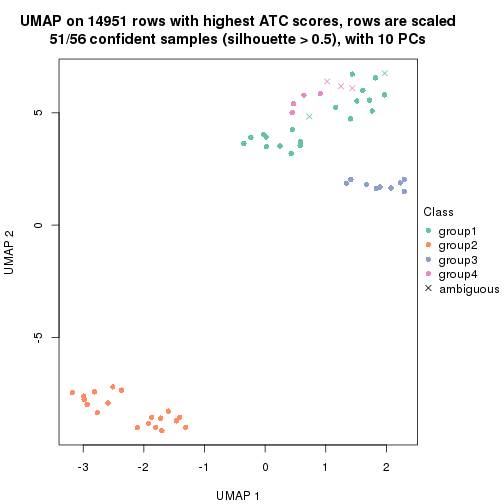 UMAP on 14951 rows with highest ATC scores, rows are scaled
51/56 confident samples (silhouette > 0.5), with 10 PCs
5
0
-5
UMAP 2
-3
-2
-1
0
1
2
UMAP 1
Class
group1
group2
group3
group4
ambiguous